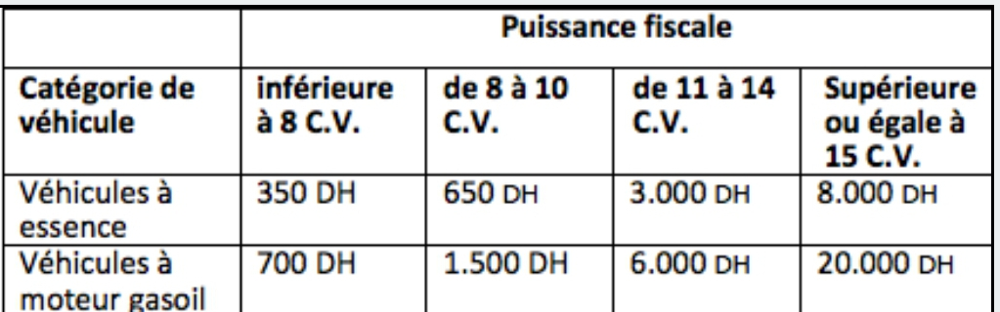 Puissance fiscale
Catégorie de véhicule | inférieure à 8 C.V. | de 8 à 10 C.V. | de 11 à 14 C.V. | Supérieure ou égale à 15 C.V.
Véhicules à essence | 350 DH | 650 DH | 3.000 DH | 8.000 DH
Véhicules à moteur gasoil | 700 DH | 1.500 DH | 6.000 DH | 20.000 DH